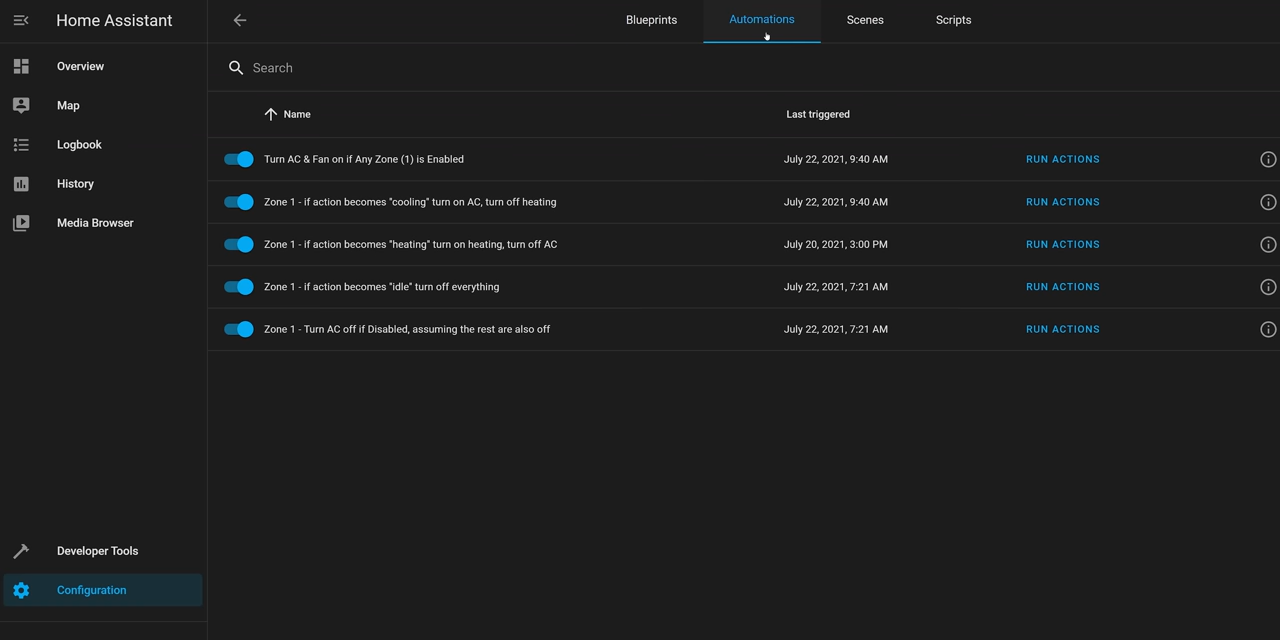 Home Assistant
Blueprints Automations Scenes Scripts
Overview
Map
Logbook
History
Media Browser
Developer Tools
Configuration
Search
Name Last triggered
Turn AC & Fan on if Any Zone (1) is Enabled July 22, 2021, 9:40 AM RUN ACTIONS
Zone 1 - if action becomes "cooling" turn on AC, turn off heating July 22, 2021, 9:40 AM RUN ACTIONS
Zone 1 - if action becomes "heating" turn on heating, turn off AC July 20, 2021, 3:00 PM RUN ACTIONS
Zone 1 - if action becomes "idle" turn off everything July 22, 2021, 7:21 AM RUN ACTIONS
Zone 1 - Turn AC off if Disabled, assuming the rest are also off July 22, 2021, 7:21 AM RUN ACTIONS